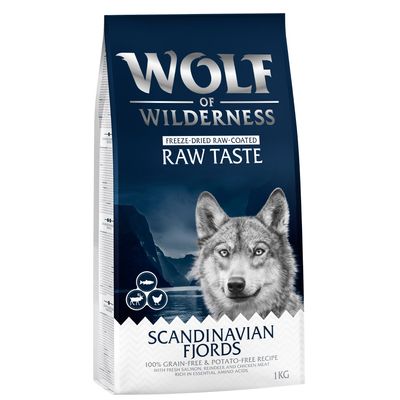 WOLF
OF
WILDERNESS
FREEZE-DRIED RAW-COATED
RAW TASTE
SCANDINAVIAN
FJORDS
100% GRAIN-FREE & POTATO-FREE RECIPE
WITH FRESH SALMON, REINDEER AND CHICKEN MEAT
RICH IN ESSENTIAL AMINO ACIDS
1KG